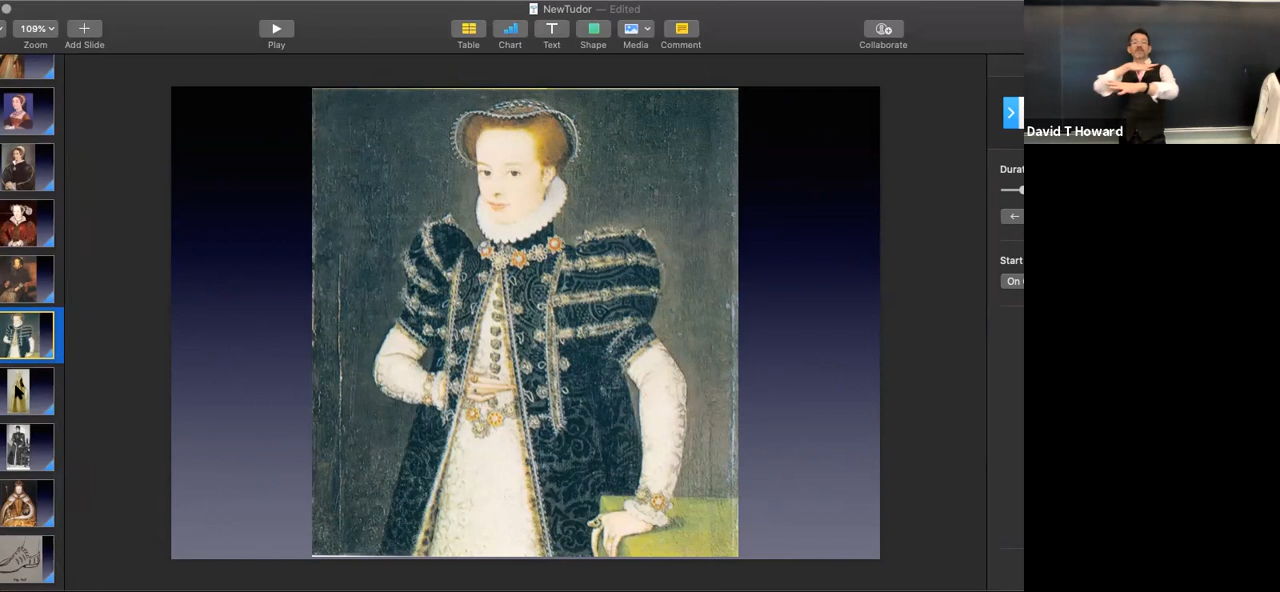 NewTudor — Edited
109%
Zoom
Add Slide
Play
Table
Chart
Text
Shape
Media
Comment
Collaborate
David T Howard
Durat
Start
On